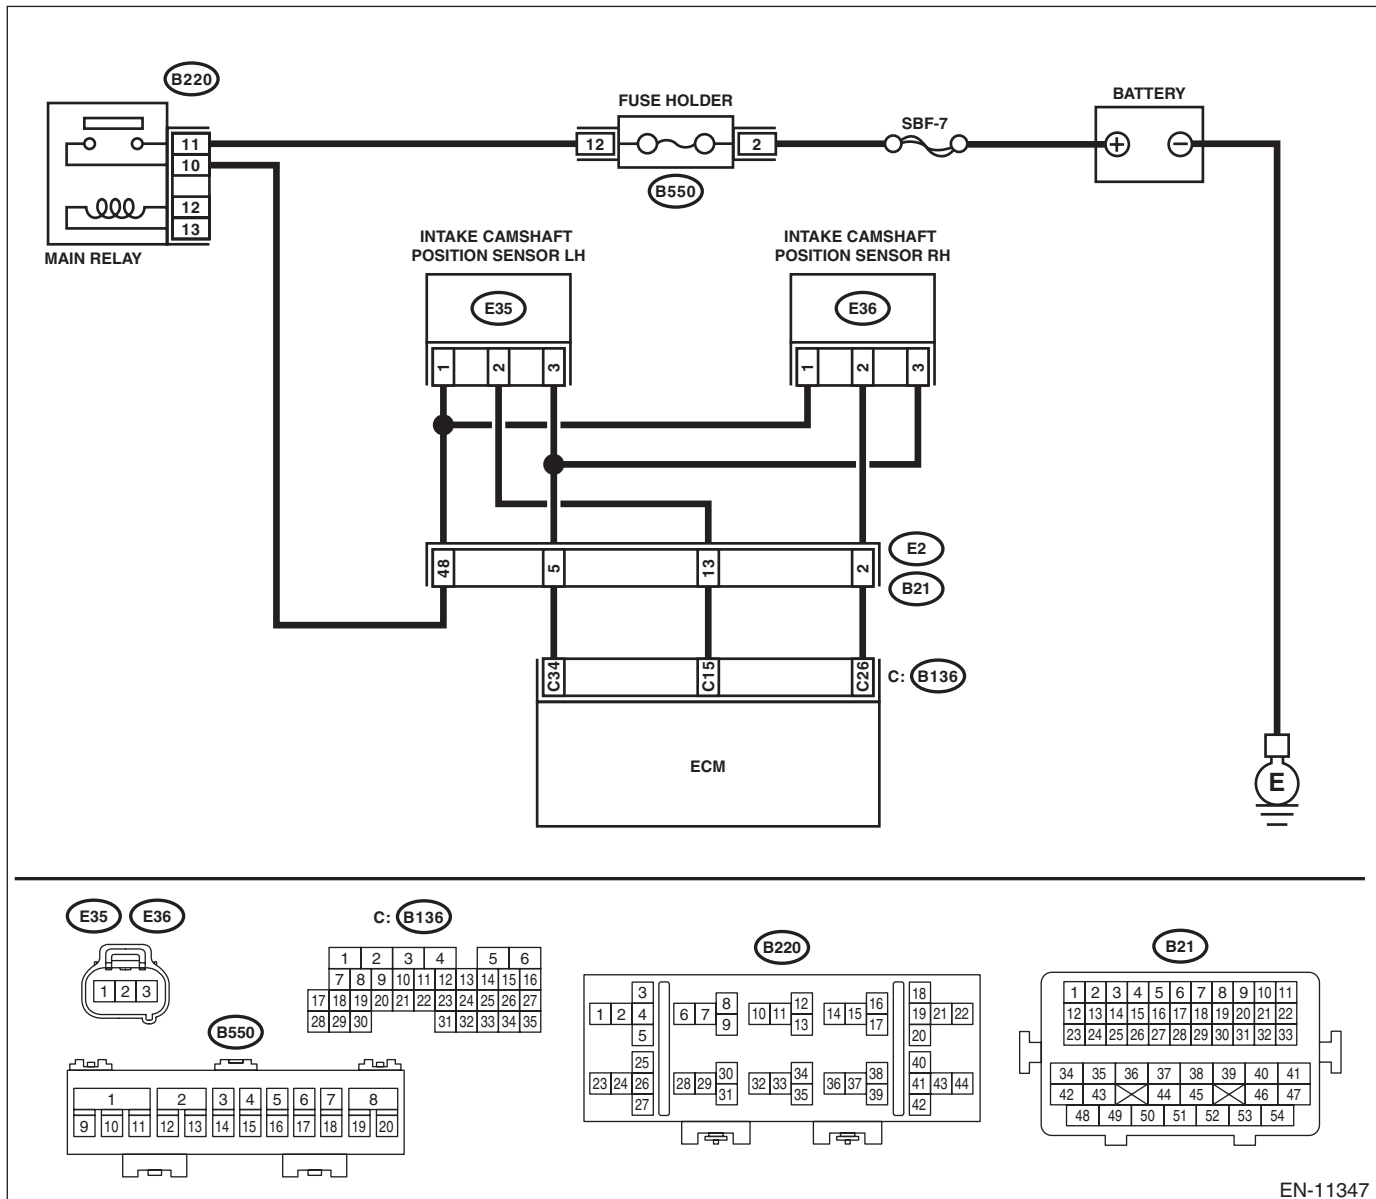 B220
FUSE HOLDER
BATTERY
SBF-7
11
12
2
10
12
13
B550
MAIN RELAY
INTAKE CAMSHAFT
POSITION SENSOR LH
INTAKE CAMSHAFT
POSITION SENSOR RH
E35
E36
1 2 3
1 2 3
E2
48 5 13 2
B21
C34 C15 C26
C: B136
ECM
E
E35 E36
1 2 3
C: B136
1 2 3 4 5 6
7 8 9 10 11 12 13 14 15 16
17 18 19 20 21 22 23 24 25 26 27
28 29 30 31 32 33 34 35
B550
1 2 3 4 5 6 7 8
9 10 11 12 13 14 15 16 17 18 19 20
B220
3 8 12 16 18
1 2 4 6 7 10 11 14 15 19 21 22
5 9 13 17 20
25 30 34 38 40
23 24 26 28 29 32 33 36 37 41 43 44
27 31 35 39 42
B21
1 2 3 4 5 6 7 8 9 10 11
12 13 14 15 16 17 18 19 20 21 22
23 24 25 26 27 28 29 30 31 32 33
34 35 36 37 38 39 40 41
42 43 44 45 46 47
48 49 50 51 52 53 54
EN-11347